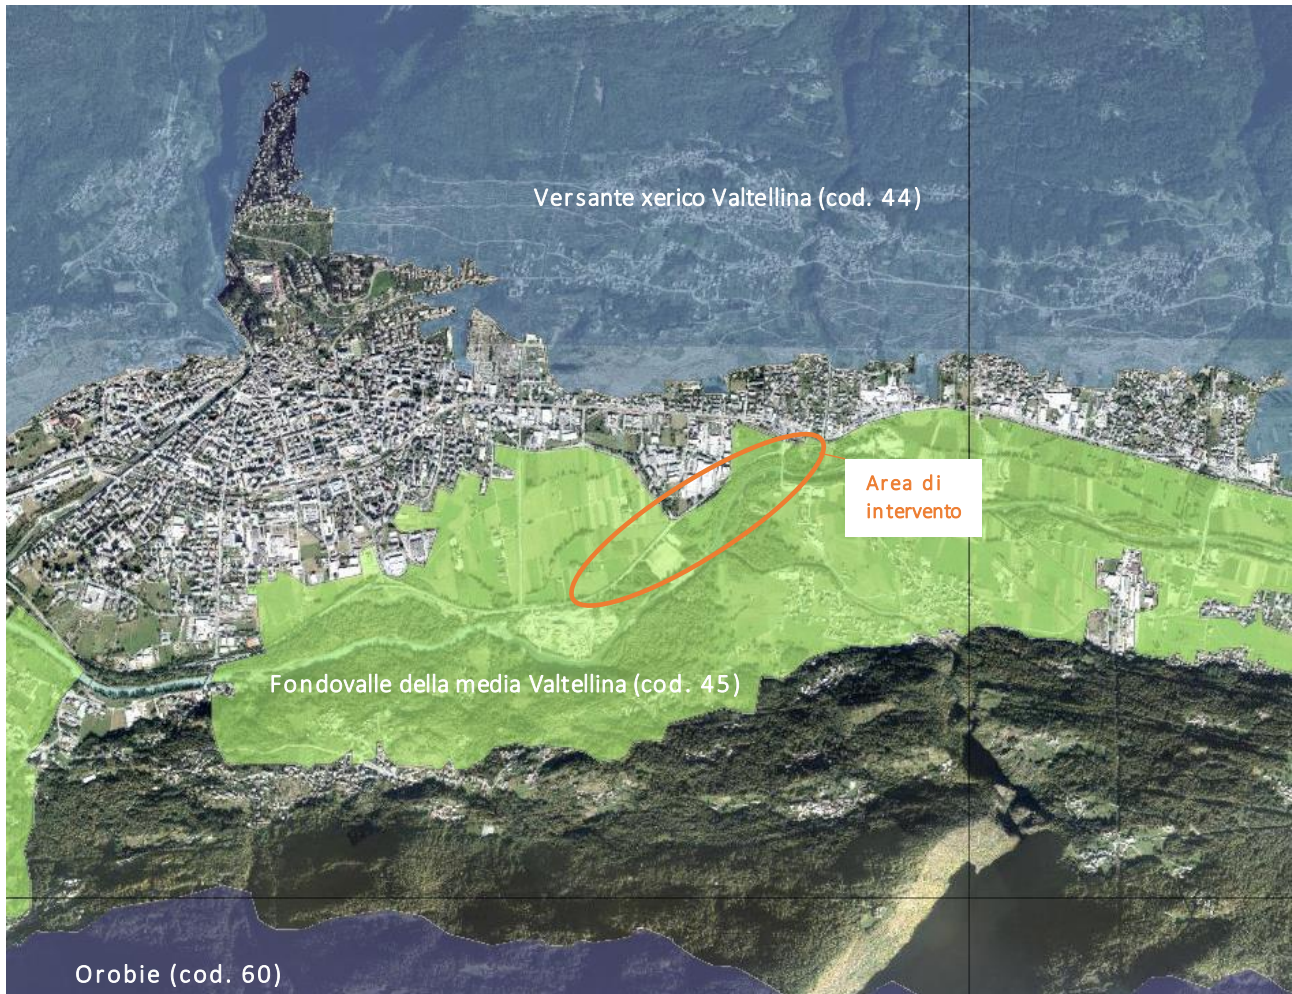 Versante xerico Valtellina (cod. 44)
Area di
intervento
Fondovalle della media Valtellina (cod. 45)
Orobie (cod. 60)